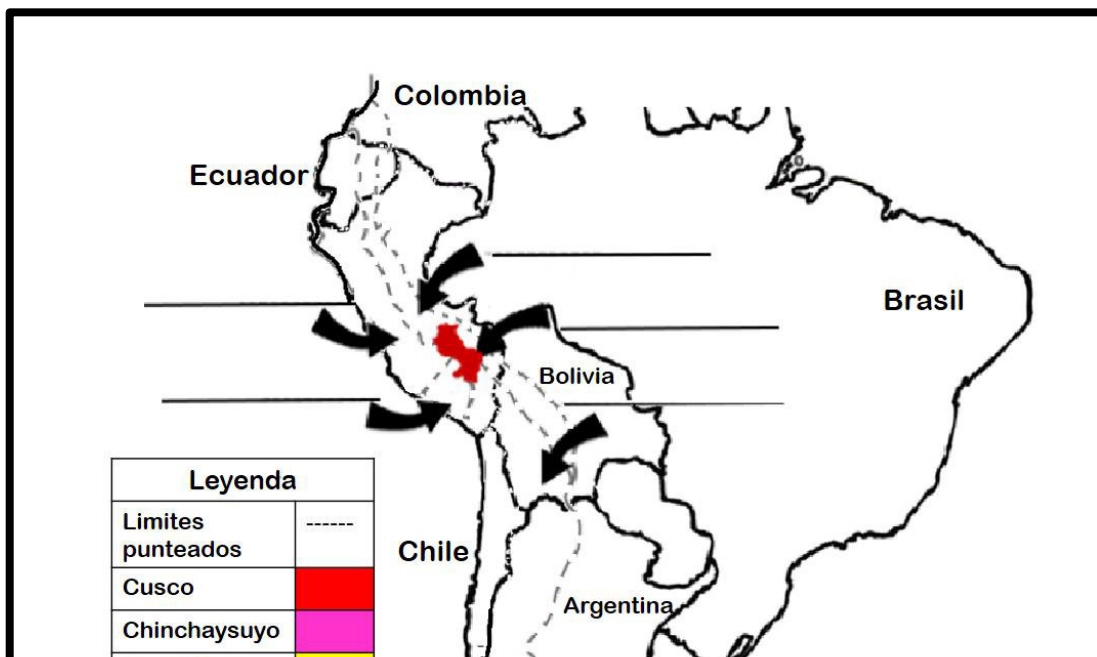 Colombia
Ecuador
Brasil
Bolivia
Leyenda
Limites
punteados
------
Chile
Cusco
Argentina
Chinchaysuyo